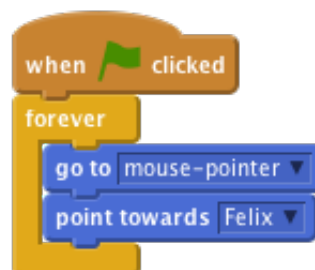 when clicked
forever
go to mouse-pointer
point towards Felix